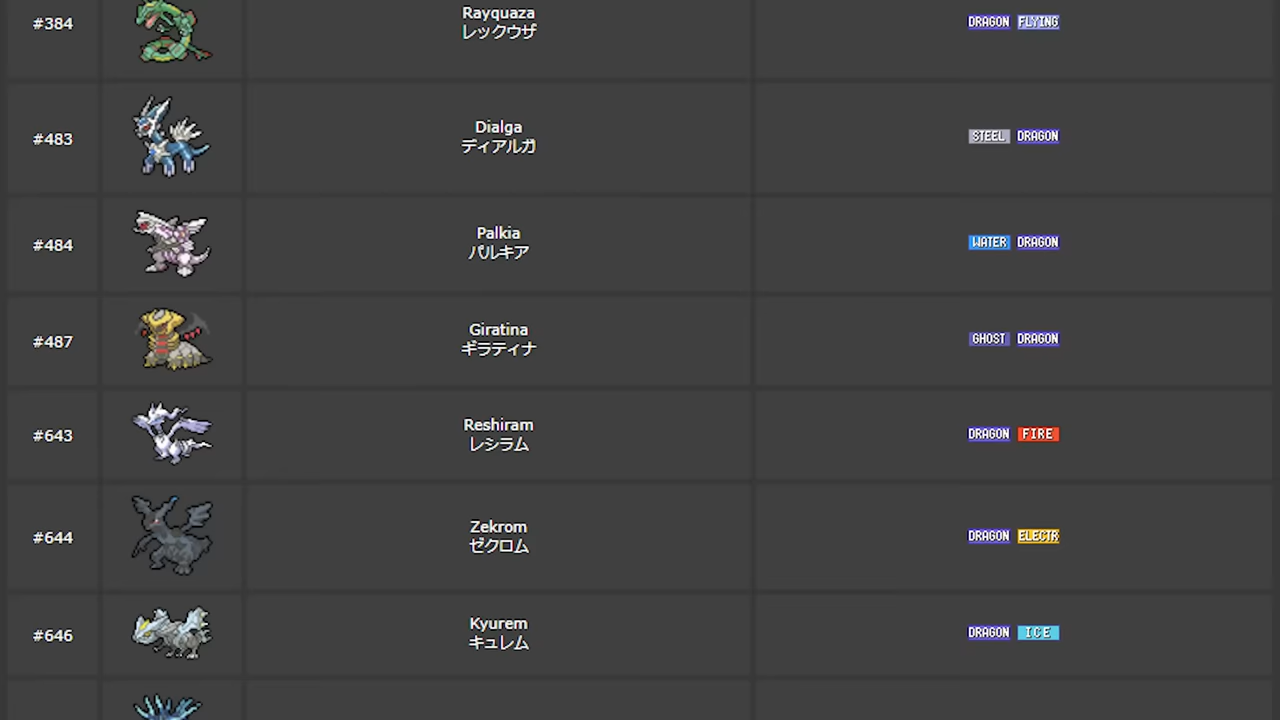 #384
Rayquaza
レックウザ
DRAGON FLYING
#483
Dialga
ディアルガ
STEEL DRAGON
#484
Palkia
パルキア
WATER DRAGON
#487
Giratina
ギラティナ
GHOST DRAGON
#643
Reshiram
レシラム
DRAGON FIRE
#644
Zekrom
ゼクロム
DRAGON ELECTR
#646
Kyurem
キュレム
DRAGON ICE